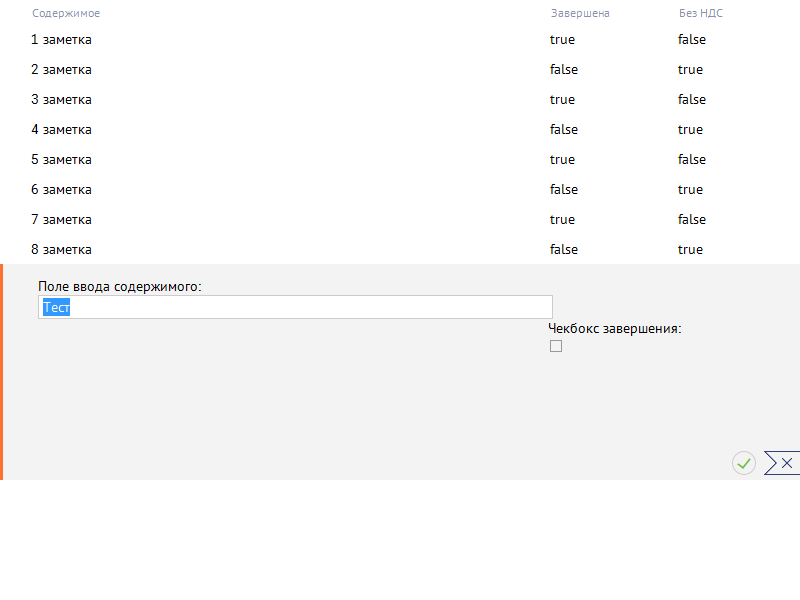 Содержимое Завершена Без НДС
1 заметка true false
2 заметка false true
3 заметка true false
4 заметка false true
5 заметка true false
6 заметка false true
7 заметка true false
8 заметка false true
Поле ввода содержимого:
Тест
Чекбокс завершения: